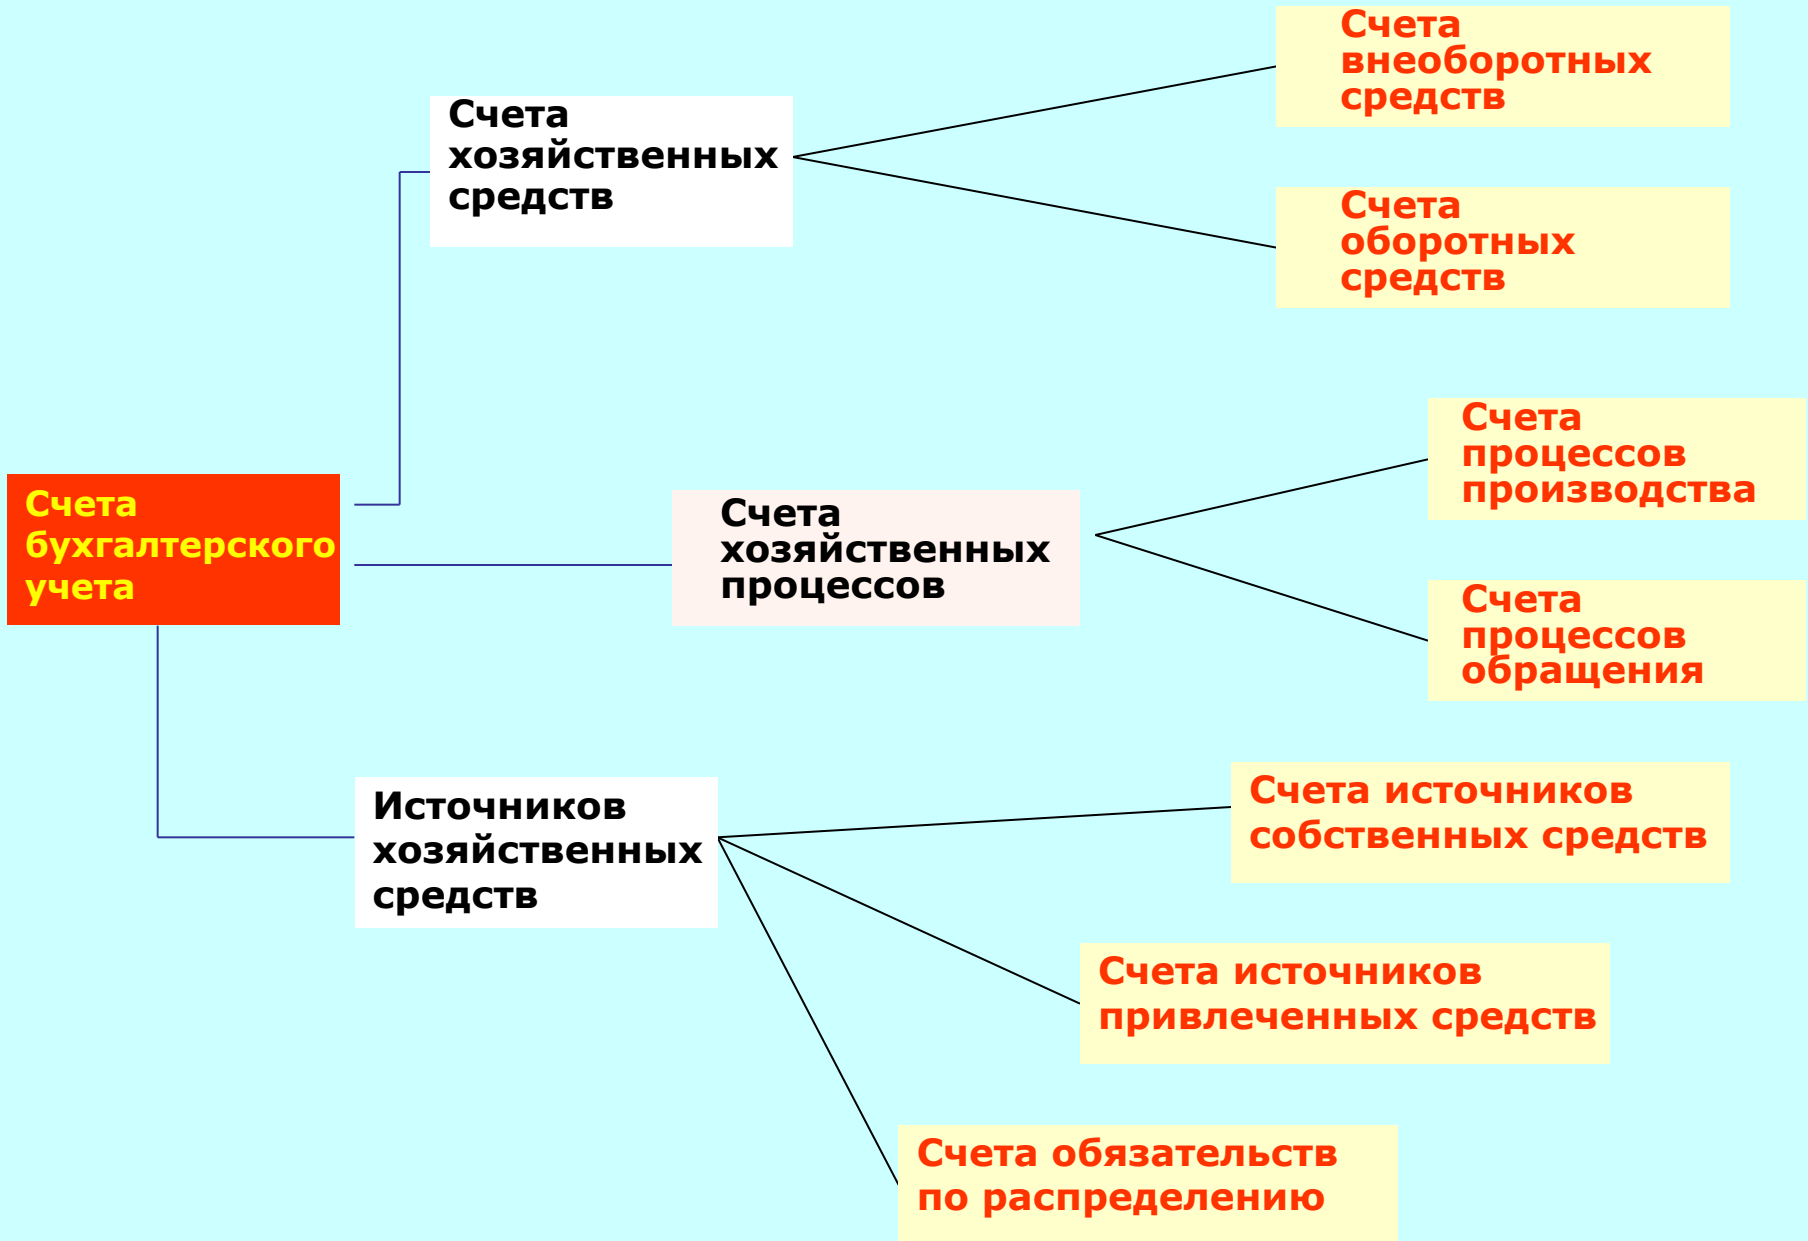 Счета
внеоборотных
средств
Счета
хозяйственных
средств
Счета
оборотных
средств
Счета
процессов
производства
Счета
бухгалтерского
учета
Счета
хозяйственных
процессов
Счета
процессов
обращения
Источников
хозяйственных
средств
Счета источников
собственных средств
Счета источников
привлеченных средств
Счета обязательств
по распределению